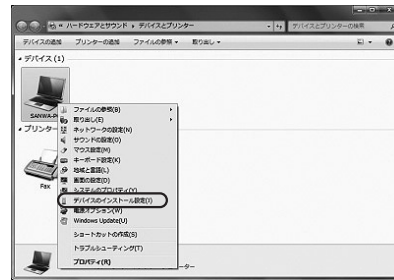 ハードウェアとサウンド ▸ デバイスとプリンター
デバイスとプリンターの検索
デバイスの追加 プリンターの追加 ファイルの参照 取り出し
デバイス (1)
SANWA-PC
プリンター
Fax
ファイルの参照(B)
取り出し(E)
ネットワークの設定(N)
サウンドの設定(O)
マウス設定(M)
キーボード設定(K)
地域と言語(L)
画面の設定(D)
システムのプロパティ(Y)
デバイスのインストール設定(I)
電源オプション(W)
Windows Update(U)
ショートカットの作成(S)
トラブルシューティング(T)
プロパティ(R)